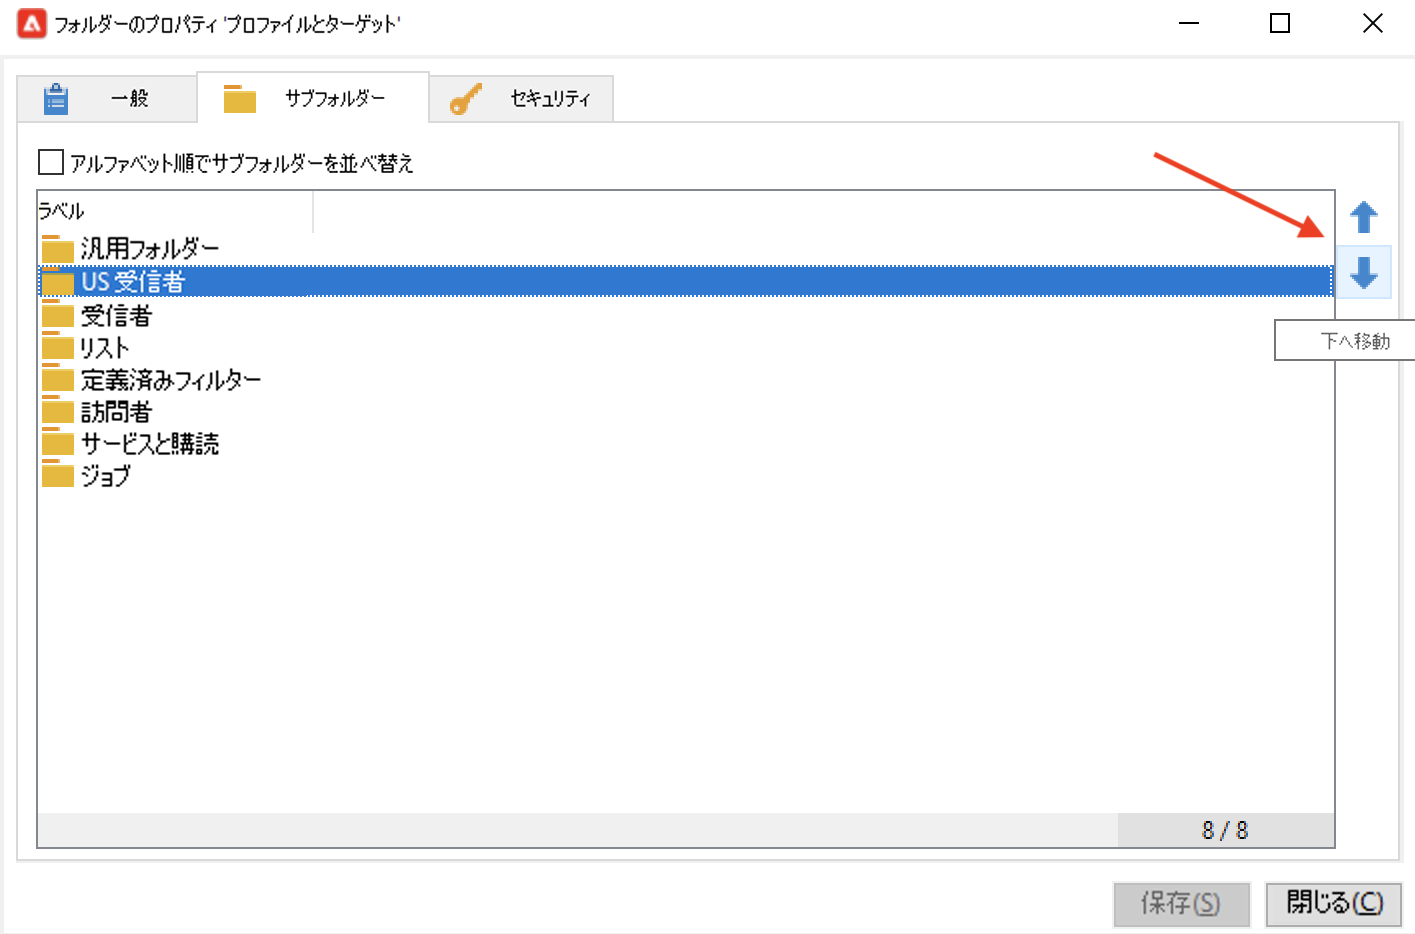 フォルダーのプロパティ 'プロファイルとターゲット'
一般
サブフォルダー
セキュリティ
アルファベット順でサブフォルダーを並べ替え
ラベル
汎用フォルダー
US 受信者
受信者
リスト
定義済みフィルター
訪問者
サービスと購読
ジョブ
下へ移動
8 / 8
保存(S)
閉じる(C)